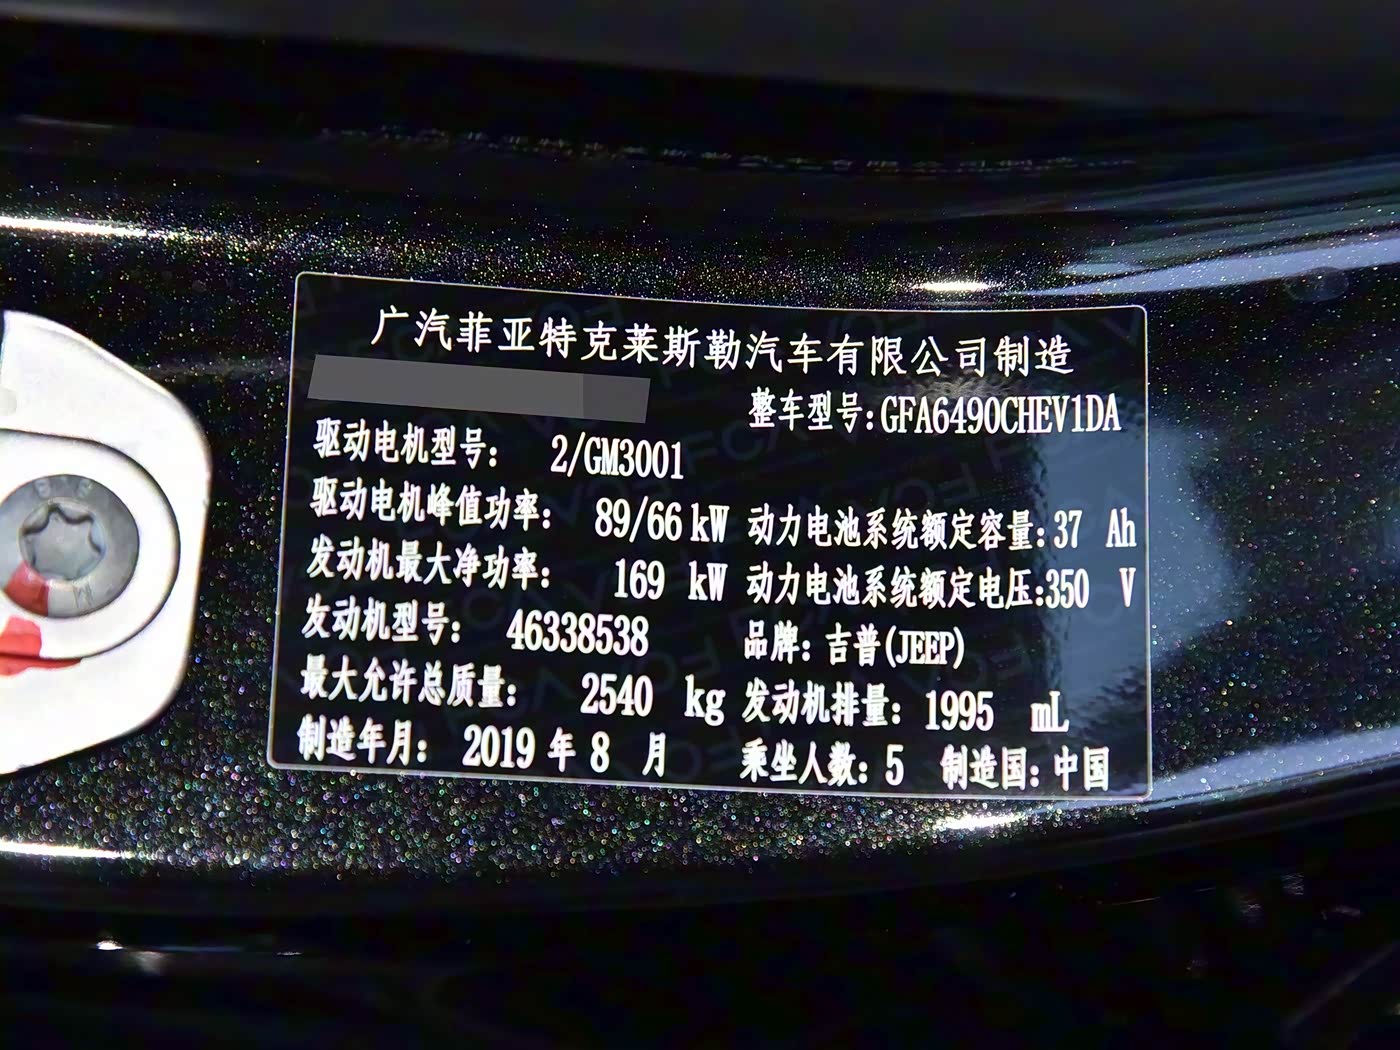 广汽菲亚特克莱斯勒汽车有限公司制造
整车型号:GFA6490CHEV1DA
驱动电机型号: 2/GM3001
驱动电机峰值功率: 89/66 kW 动力电池系统额定容量:37 Ah
发动机最大净功率: 169 kW 动力电池系统额定电压:350 V
发动机型号: 46338538 品牌: 吉普(JEEP)
最大允许总质量: 2540 kg 发动机排量: 1995 mL
制造年月: 2019 年 8 月 乘坐人数: 5 制造国: 中国